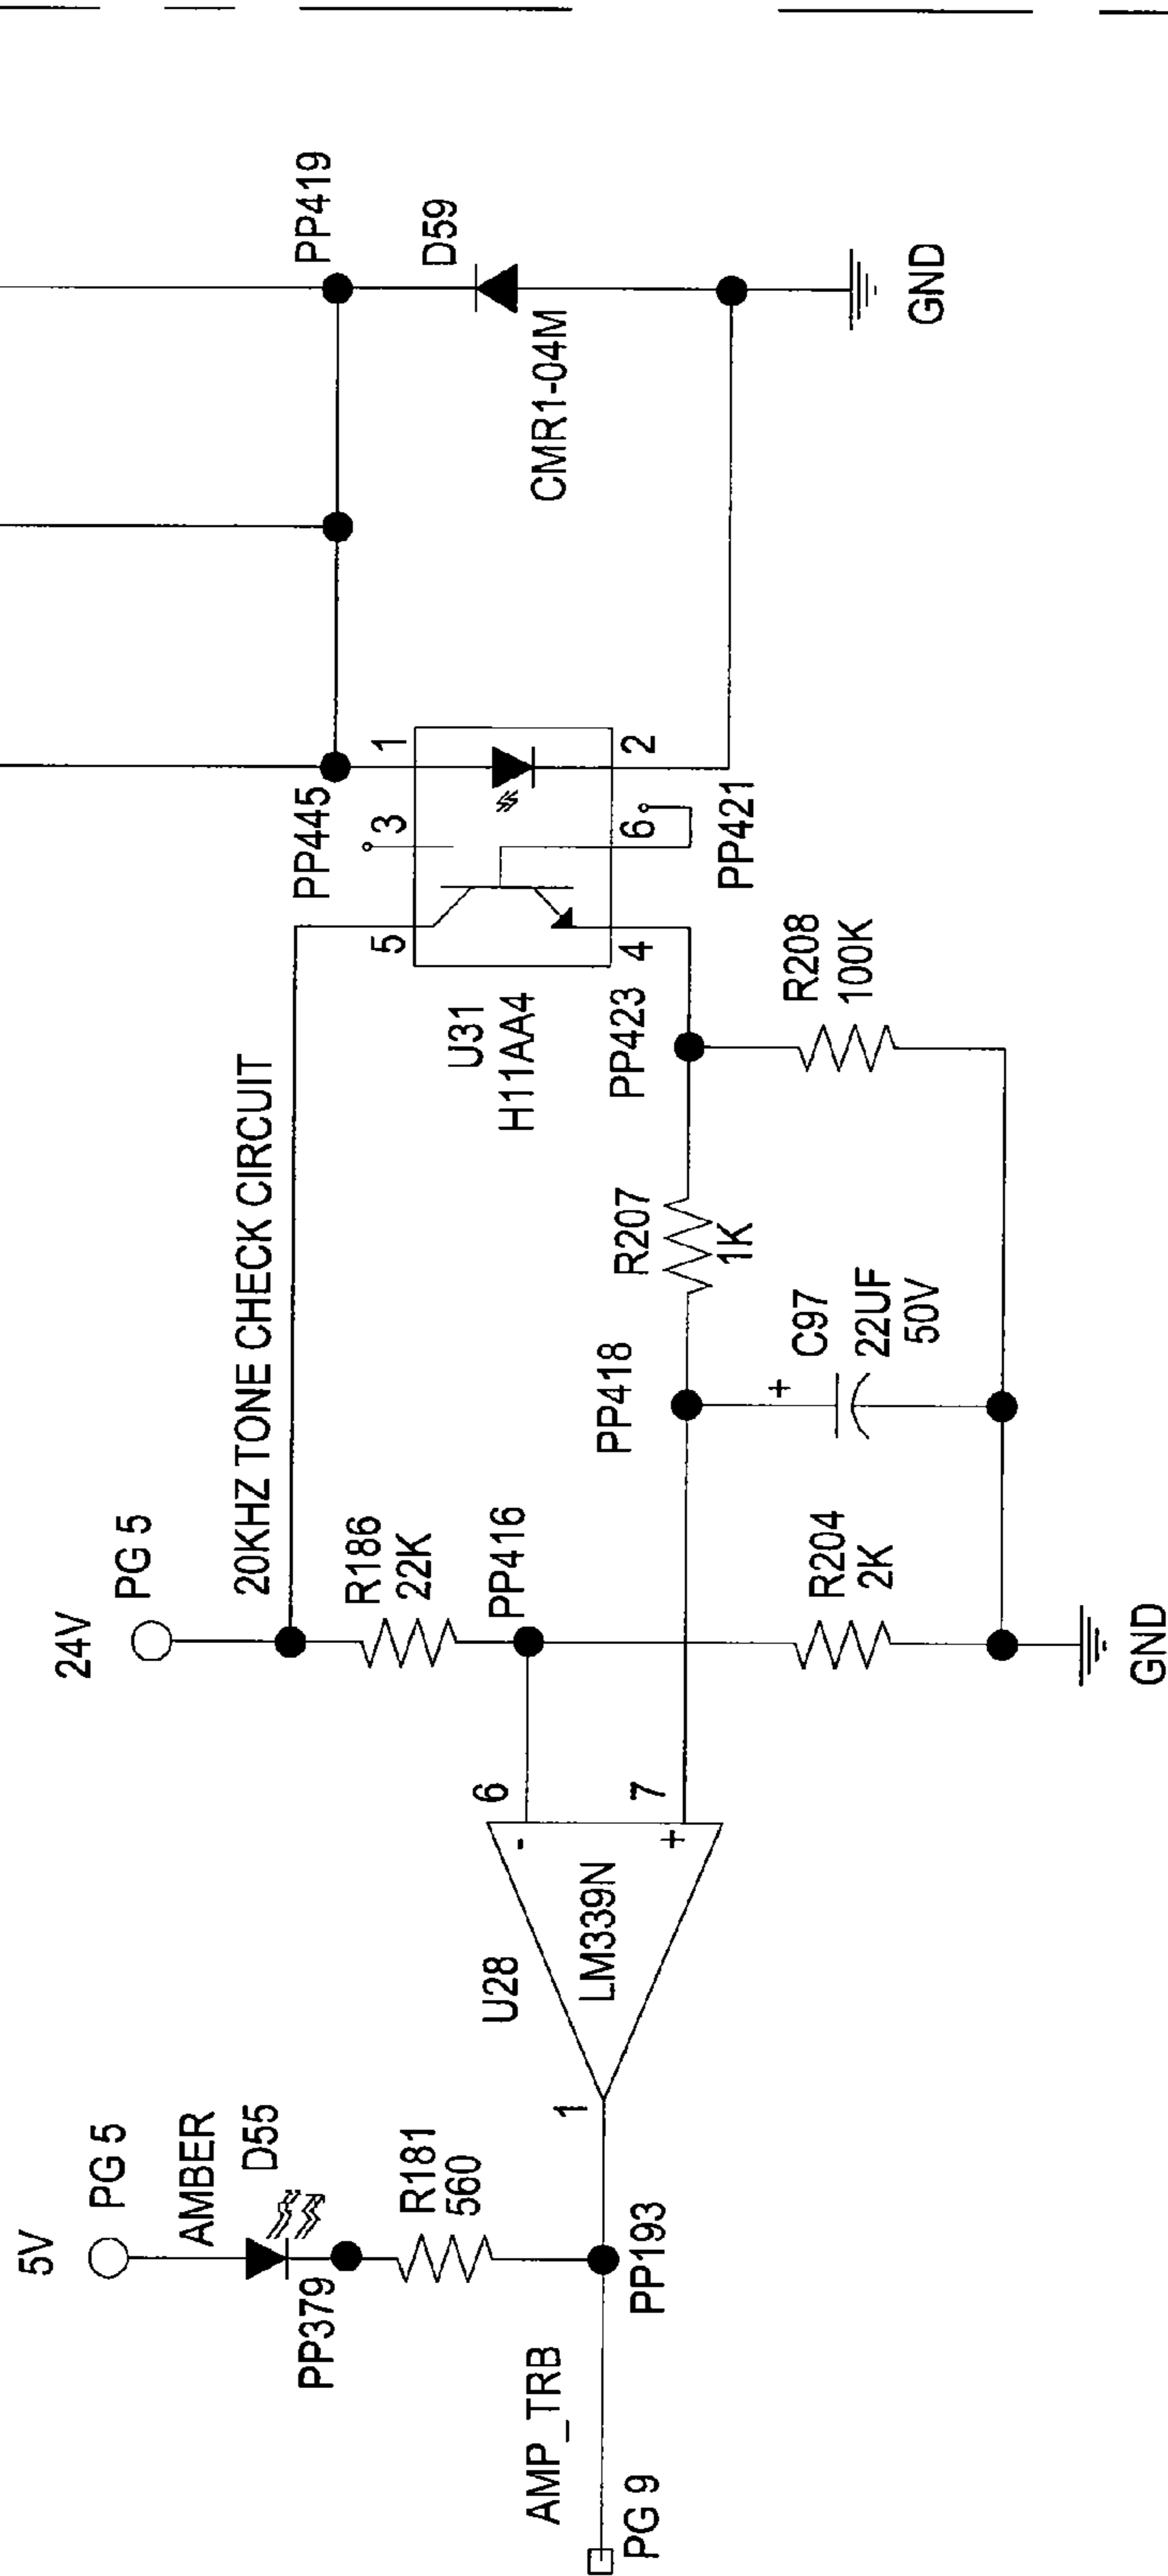 5V
PG 5
AMBER
D55
PP379
R181
560
AMP_TRB
PG 9
PP193
1
U28
LM339N
-
6
+
7
24V
PG 5
20KHZ TONE CHECK CIRCUIT
R186
22K
PP416
R204
2K
GND
PP418
+
C97
22UF
50V
R207
1K
PP423
R208
100K
U31
H11AA4
5
4
PP445
3
6
PP421
1
2
PP419
D59
CMR1-04M
GND